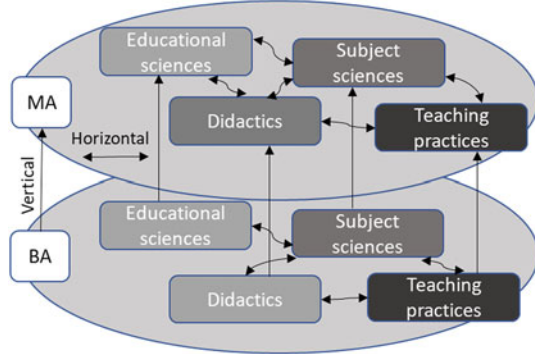 Educational
sciences
Subject
sciences
MA
Didactics
Teaching
practices
Horizontal
Vertical
Educational
sciences
Subject
sciences
BA
Didactics
Teaching
practices